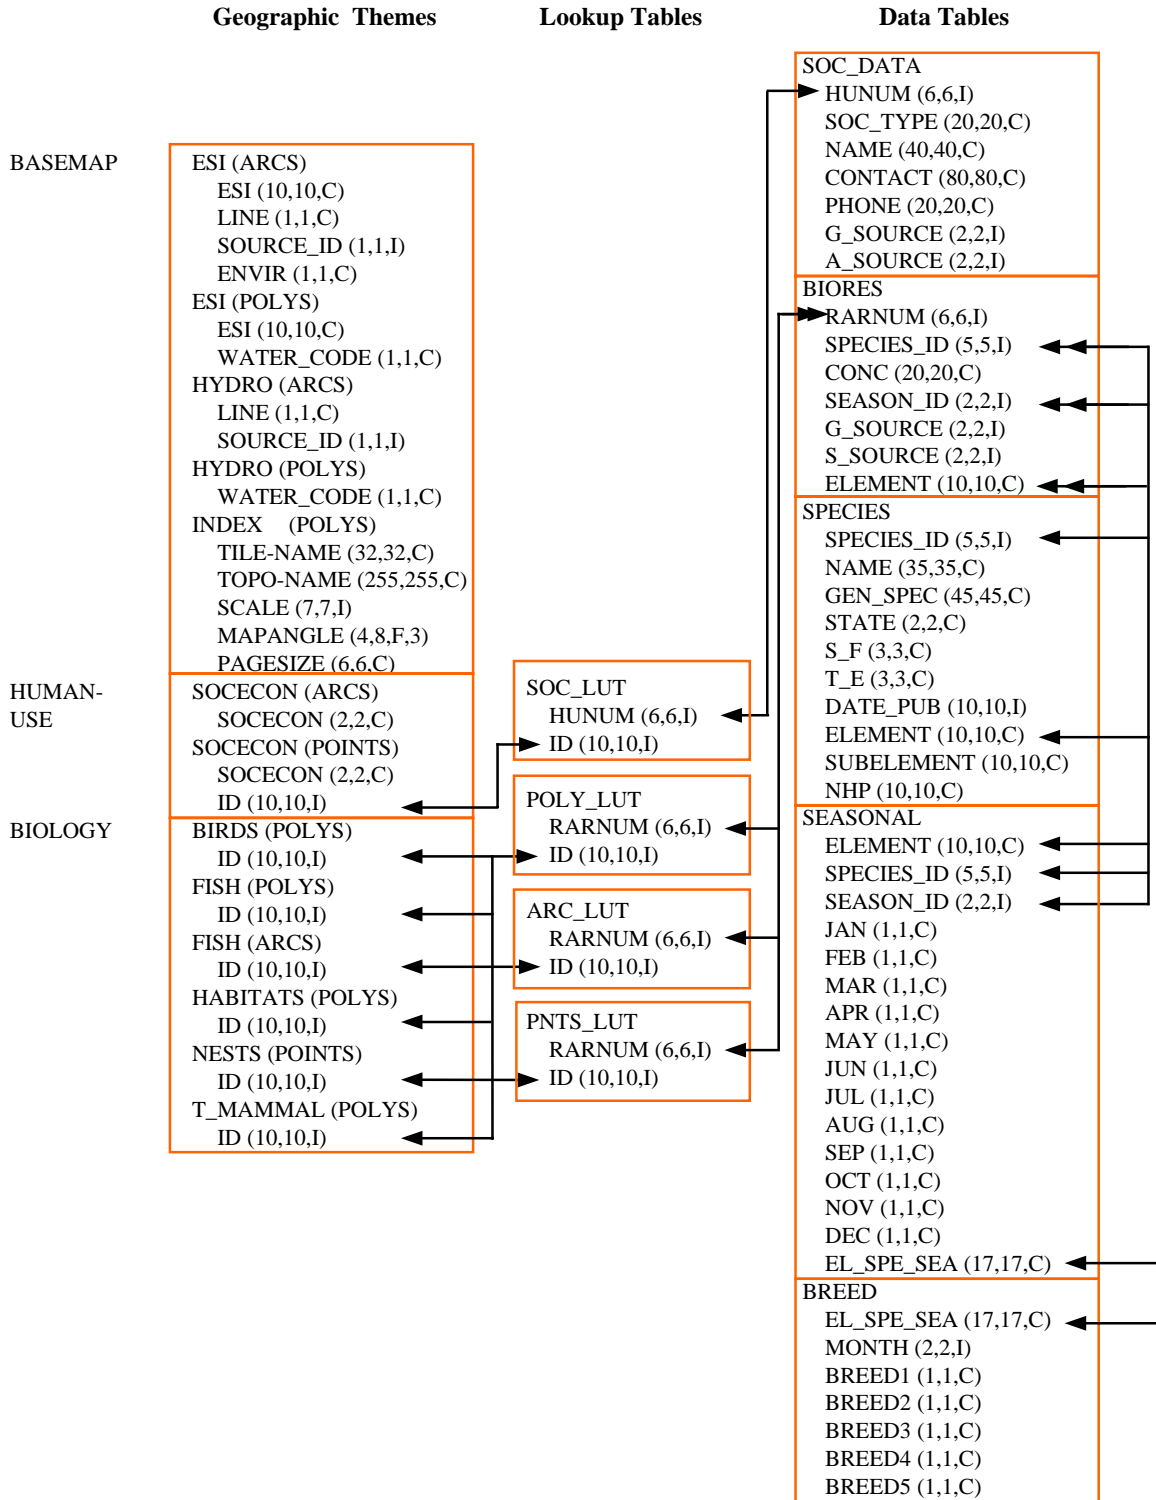 Geographic Themes
Lookup Tables
Data Tables
BASEMAP
ESI (ARCS)
ESI (10,10,C)
LINE (1,1,C)
SOURCE_ID (1,1,I)
ENVIR (1,1,C)
ESI (POLYS)
ESI (10,10,C)
WATER_CODE (1,1,C)
HYDRO (ARCS)
LINE (1,1,C)
SOURCE_ID (1,1,I)
HYDRO (POLYS)
WATER_CODE (1,1,C)
INDEX (POLYS)
TILE-NAME (32,32,C)
TOPO-NAME (255,255,C)
SCALE (7,7,I)
MAPANGLE (4,8,F,3)
PAGESIZE (6,6,C)
HUMAN-
USE
SOCECON (ARCS)
SOCECON (2,2,C)
SOCECON (POINTS)
SOCECON (2,2,C)
ID (10,10,I)
BIOLOGY
BIRDS (POLYS)
ID (10,10,I)
FISH (POLYS)
ID (10,10,I)
FISH (ARCS)
ID (10,10,I)
HABITATS (POLYS)
ID (10,10,I)
NESTS (POINTS)
ID (10,10,I)
T_MAMMAL (POLYS)
ID (10,10,I)
SOC_LUT
HUNUM (6,6,I)
ID (10,10,I)
POLY_LUT
RARNUM (6,6,I)
ID (10,10,I)
ARC_LUT
RARNUM (6,6,I)
ID (10,10,I)
PNTS_LUT
RARNUM (6,6,I)
ID (10,10,I)
SOC_DATA
HUNUM (6,6,I)
SOC_TYPE (20,20,C)
NAME (40,40,C)
CONTACT (80,80,C)
PHONE (20,20,C)
G_SOURCE (2,2,I)
A_SOURCE (2,2,I)
BIORES
RARNUM (6,6,I)
SPECIES_ID (5,5,I)
CONC (20,20,C)
SEASON_ID (2,2,I)
G_SOURCE (2,2,I)
S_SOURCE (2,2,I)
ELEMENT (10,10,C)
SPECIES
SPECIES_ID (5,5,I)
NAME (35,35,C)
GEN_SPEC (45,45,C)
STATE (2,2,C)
S_F (3,3,C)
T_E (3,3,C)
DATE_PUB (10,10,I)
ELEMENT (10,10,C)
SUBELEMENT (10,10,C)
NHP (10,10,C)
SEASONAL
ELEMENT (10,10,C)
SPECIES_ID (5,5,I)
SEASON_ID (2,2,I)
JAN (1,1,C)
FEB (1,1,C)
MAR (1,1,C)
APR (1,1,C)
MAY (1,1,C)
JUN (1,1,C)
JUL (1,1,C)
AUG (1,1,C)
SEP (1,1,C)
OCT (1,1,C)
NOV (1,1,C)
DEC (1,1,C)
EL_SPE_SEA (17,17,C)
BREED
EL_SPE_SEA (17,17,C)
MONTH (2,2,I)
BREED1 (1,1,C)
BREED2 (1,1,C)
BREED3 (1,1,C)
BREED4 (1,1,C)
BREED5 (1,1,C)